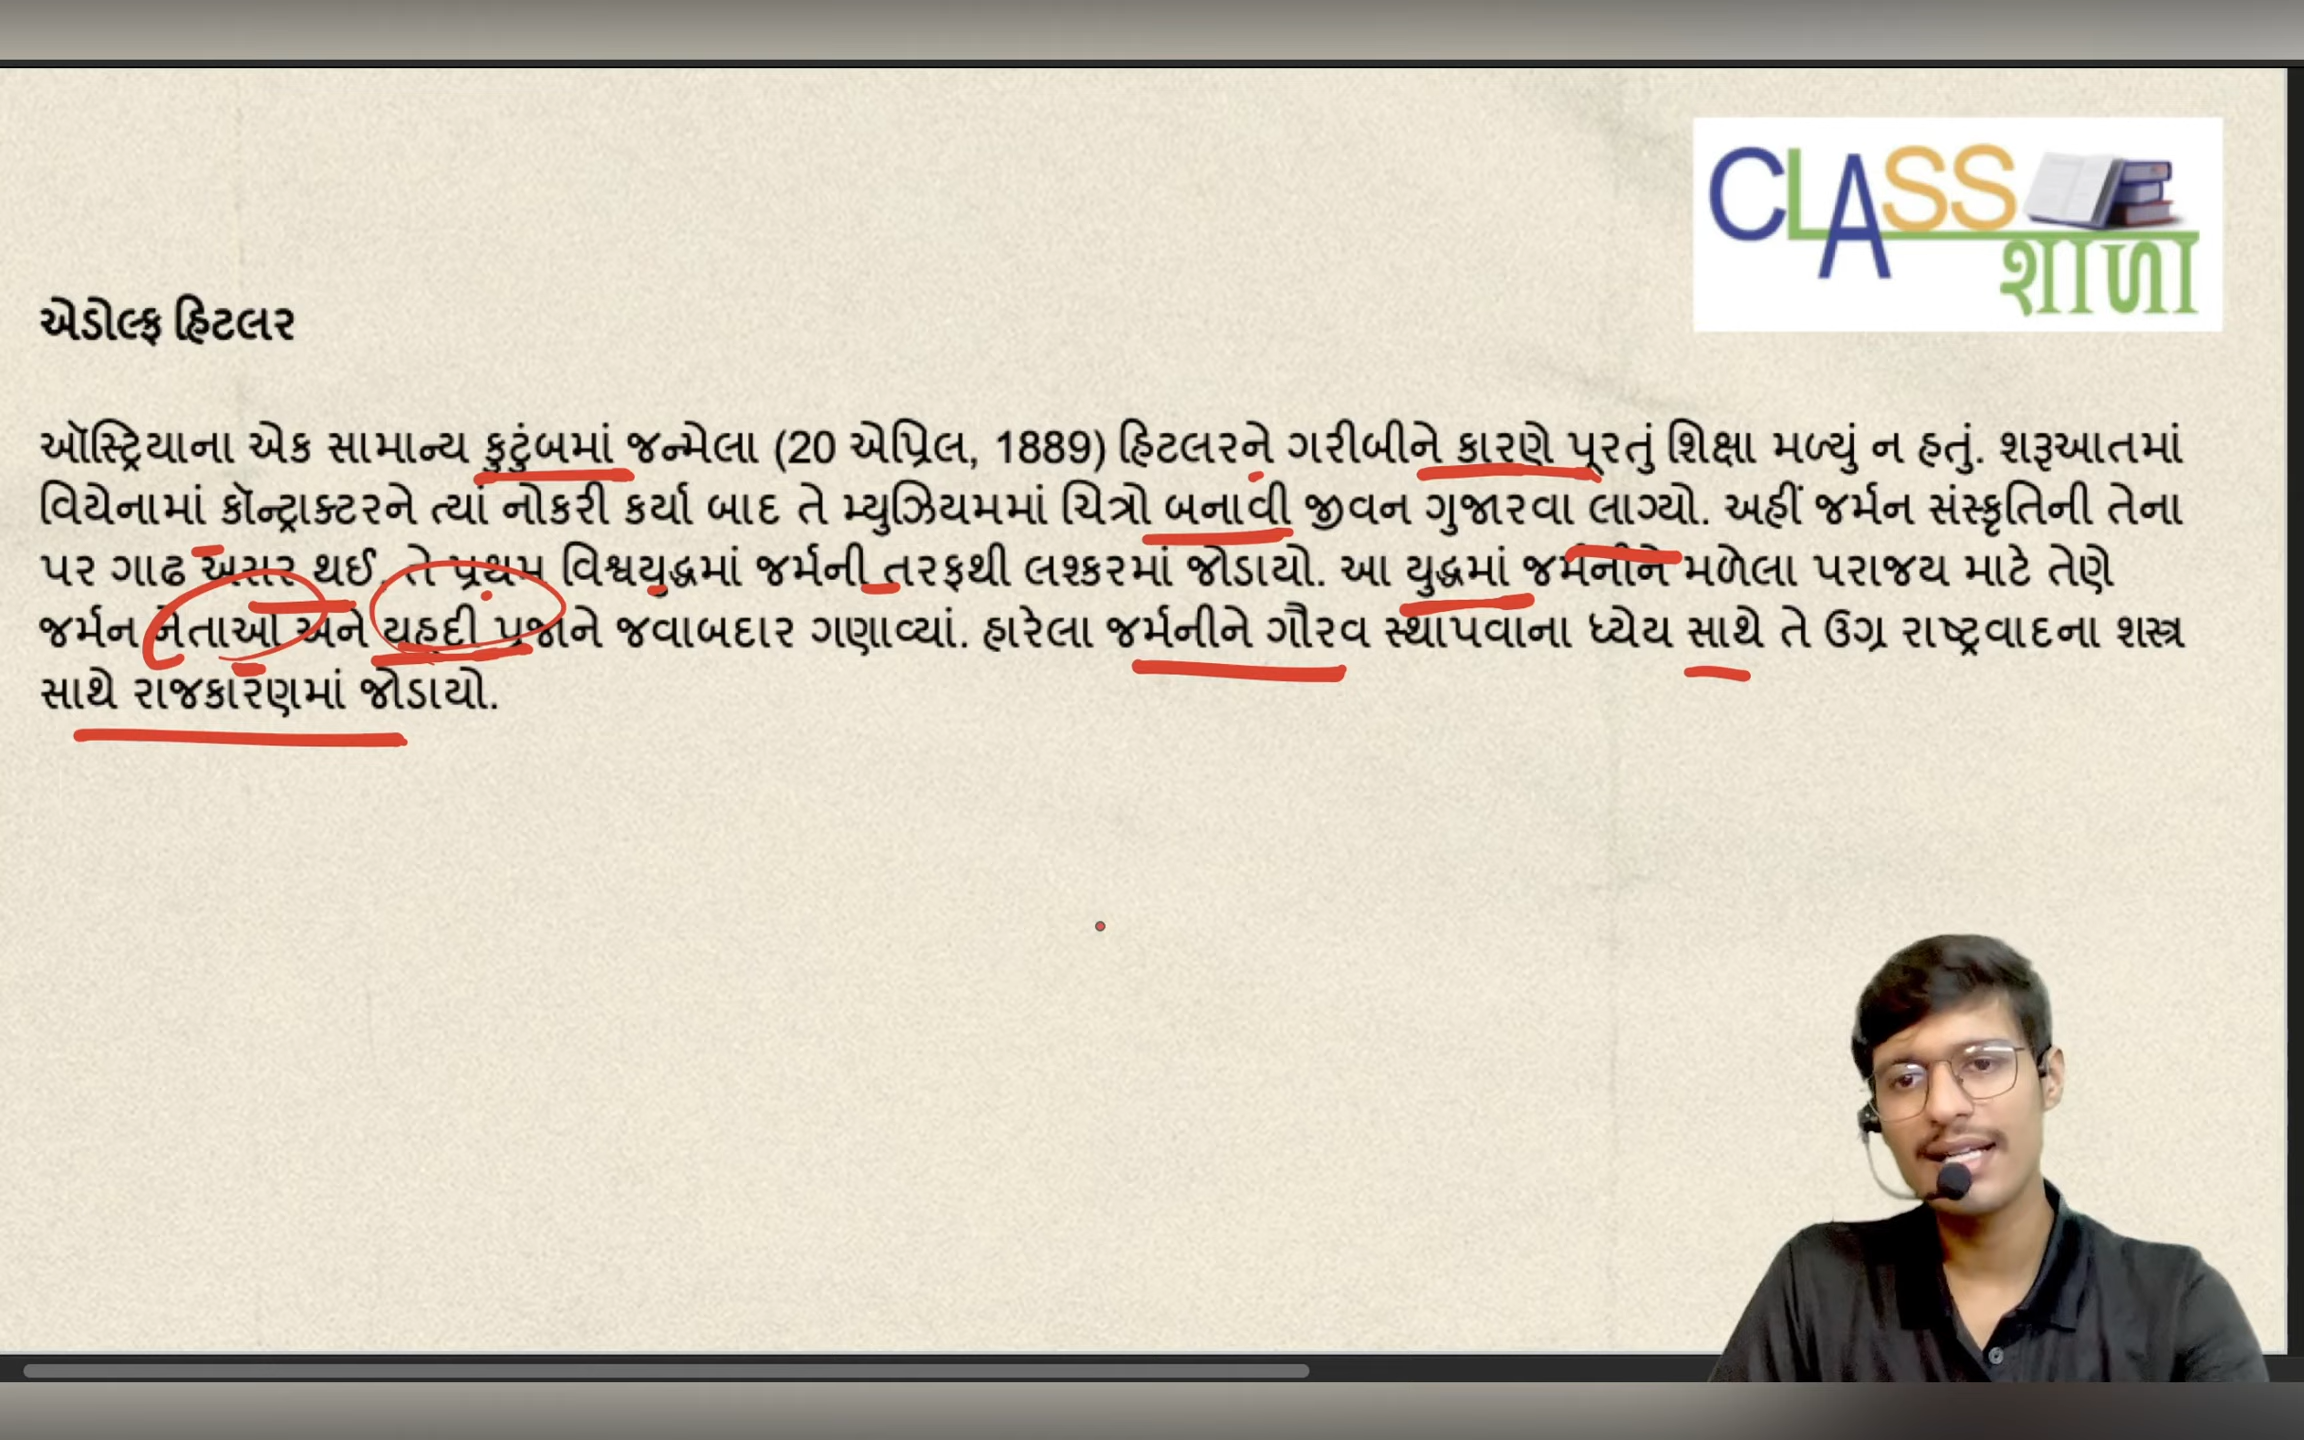 CLASS
શાળા
એડોલ્ફ હિટલર
ઑસ્ટ્રિયાના એક સામાન્ય કુટુંબમાં જન્મેલા (20 એપ્રિલ, 1889) હિટલરને ગરીબીને કારણે પૂરતું શિક્ષા મળ્યું ન હતું. શરૂઆતમાં
વિયેનામાં કૉન્ટ્રાક્ટરને ત્યાં નોકરી કર્યા બાદ તે મ્યુઝિયમમાં ચિત્રો બનાવી જીવન ગુજારવા લાગ્યો. અહીં જર્મન સંસ્કૃતિની તેના
પર ગાઢ અસર થઈ. તે પ્રથમ વિશ્વયુદ્ધમાં જર્મની તરફથી લશ્કરમાં જોડાયો. આ યુદ્ધમાં જર્મનીને મળેલા પરાજય માટે તેણે
જર્મન નેતાઓ અને યહૂદી પ્રજાને જવાબદાર ગણાવ્યાં. હારેલા જર્મનીને ગૌરવ સ્થાપવાના ધ્યેય સાથે તે ઉગ્ર રાષ્ટ્રવાદના શસ્ત્ર
સાથે રાજકારણમાં જોડાયો.